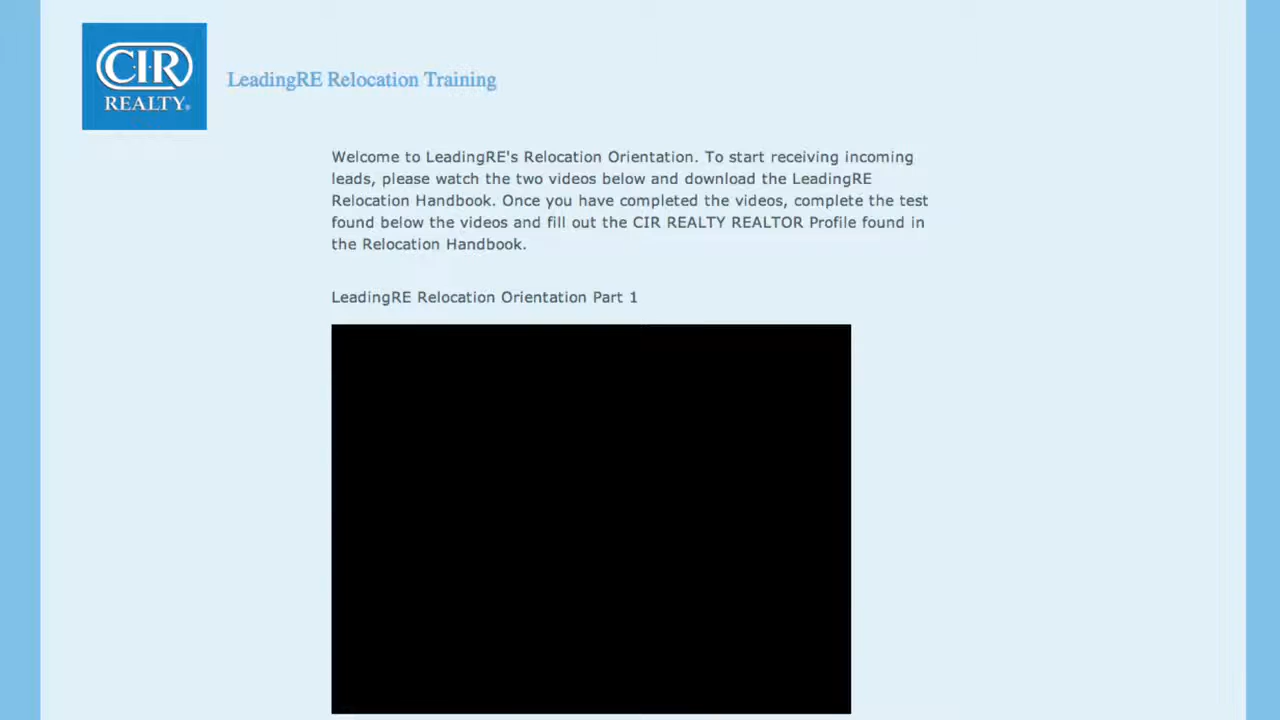 CIR
REALTY®
LeadingRE Relocation Training
Welcome to LeadingRE's Relocation Orientation. To start receiving incoming
leads, please watch the two videos below and download the LeadingRE
Relocation Handbook. Once you have completed the videos, complete the test
found below the videos and fill out the CIR REALTY REALTOR Profile found in
the Relocation Handbook.
LeadingRE Relocation Orientation Part 1